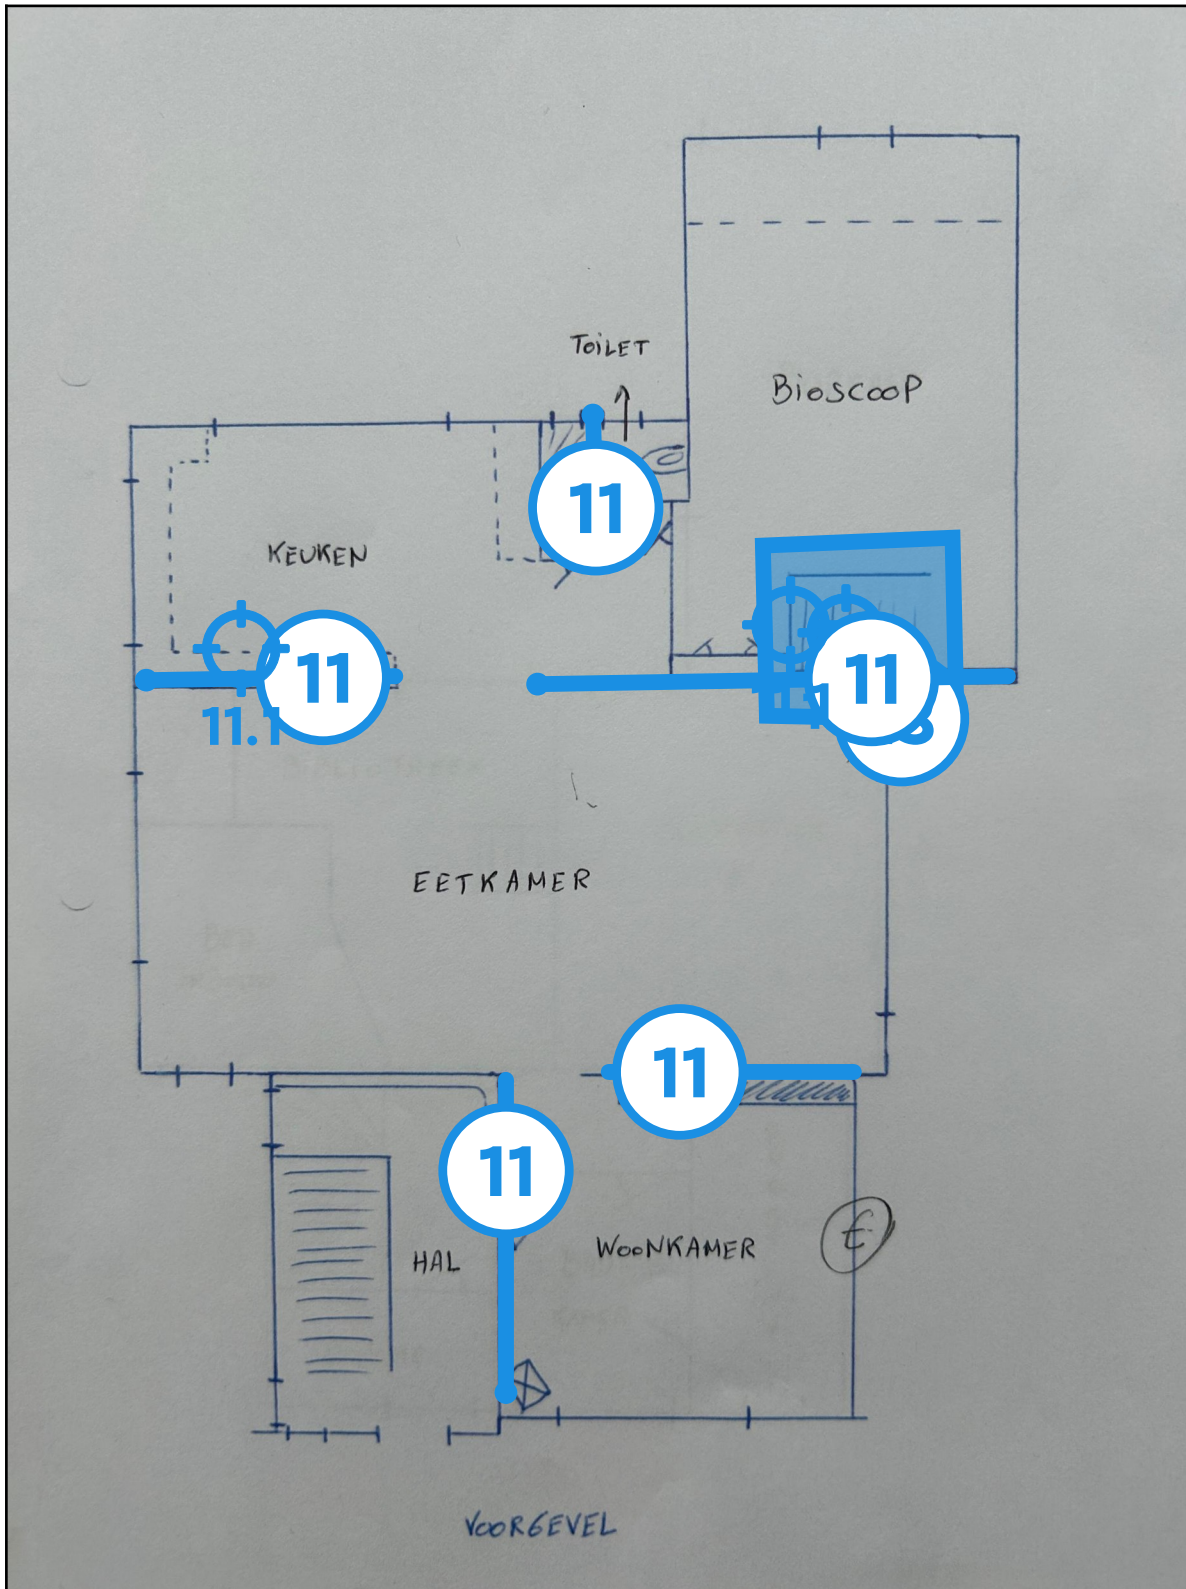 TOILET
BIOSCOOP
11
KEUKEN
11
11
11.1
EETKAMER
11
11
HAL
WOONKAMER
E
VOORGEVEL